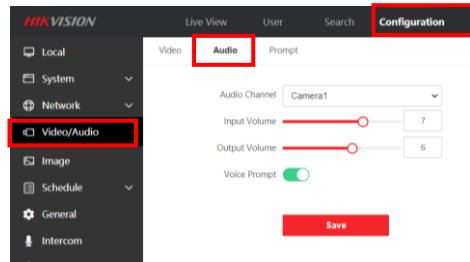 HIKVISION Live View User Search Configuration
Local Video Audio Prompt
System
Audio Channel Camera1
Network
Input Volume 7
Video/Audio
Output Volume 6
Image
Voice Prompt
Schedule
General
Save
Intercom